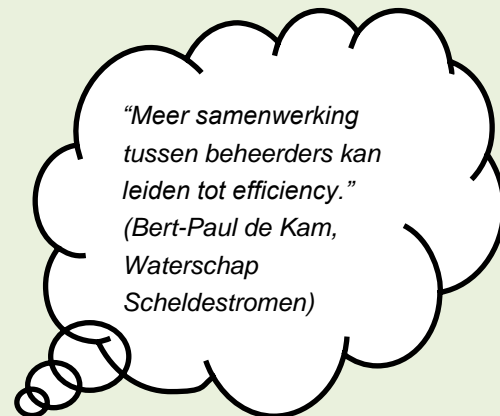 “Meer samenwerking
tussen beheerders kan
leiden tot efficiency.”
(Bert-Paul de Kam,
Waterschap
Scheldestromen)